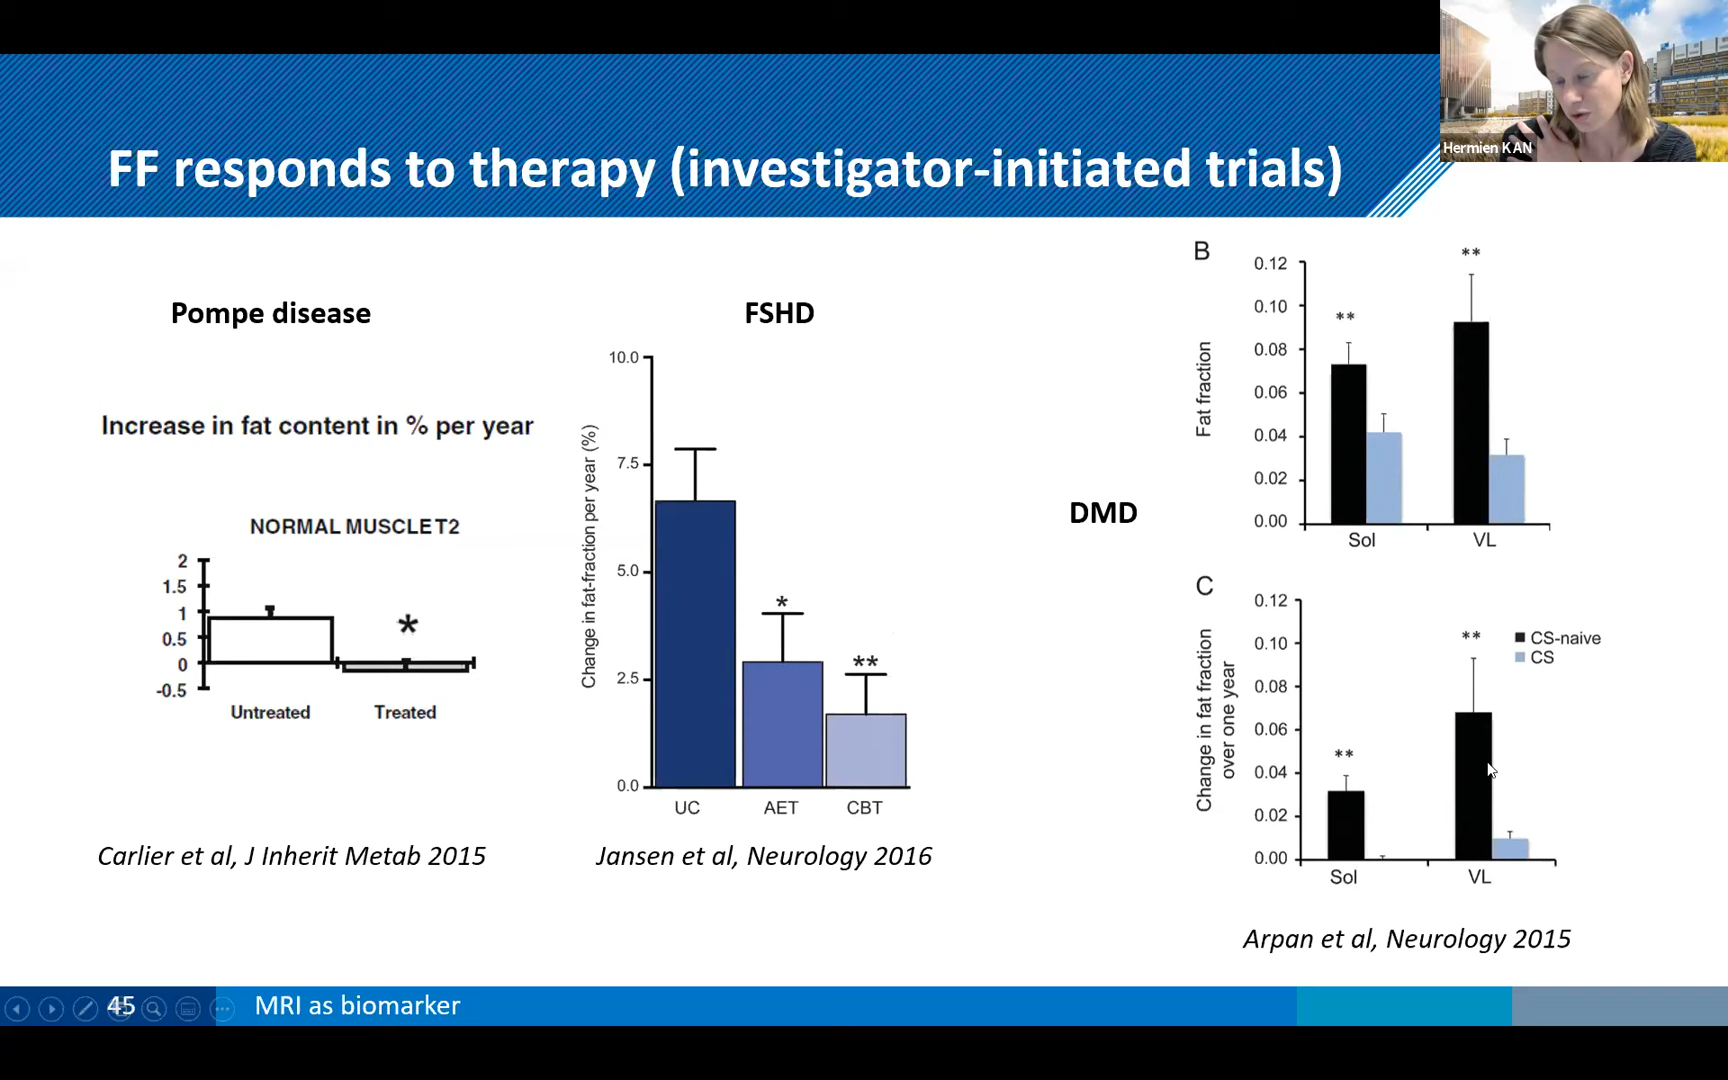 Hermien KAN
FF responds to therapy (investigator-initiated trials)
Pompe disease
Increase in fat content in % per year
NORMAL MUSCLE T2
2
1.5
1
0.5
0
-0.5
*
Untreated
Treated
Carlier et al, J Inherit Metab 2015
FSHD
Change in fat-fraction per year (%)
10.0
7.5
5.0
2.5
0.0
*
**
UC
AET
CBT
Jansen et al, Neurology 2016
DMD
B
Fat fraction
0.12
0.10
0.08
0.06
0.04
0.02
0.00
**
**
Sol
VL
C
Change in fat fraction
over one year
0.12
0.10
0.08
0.06
0.04
0.02
0.00
**
**
CS-naive
CS
Sol
VL
Arpan et al, Neurology 2015
45
MRI as biomarker